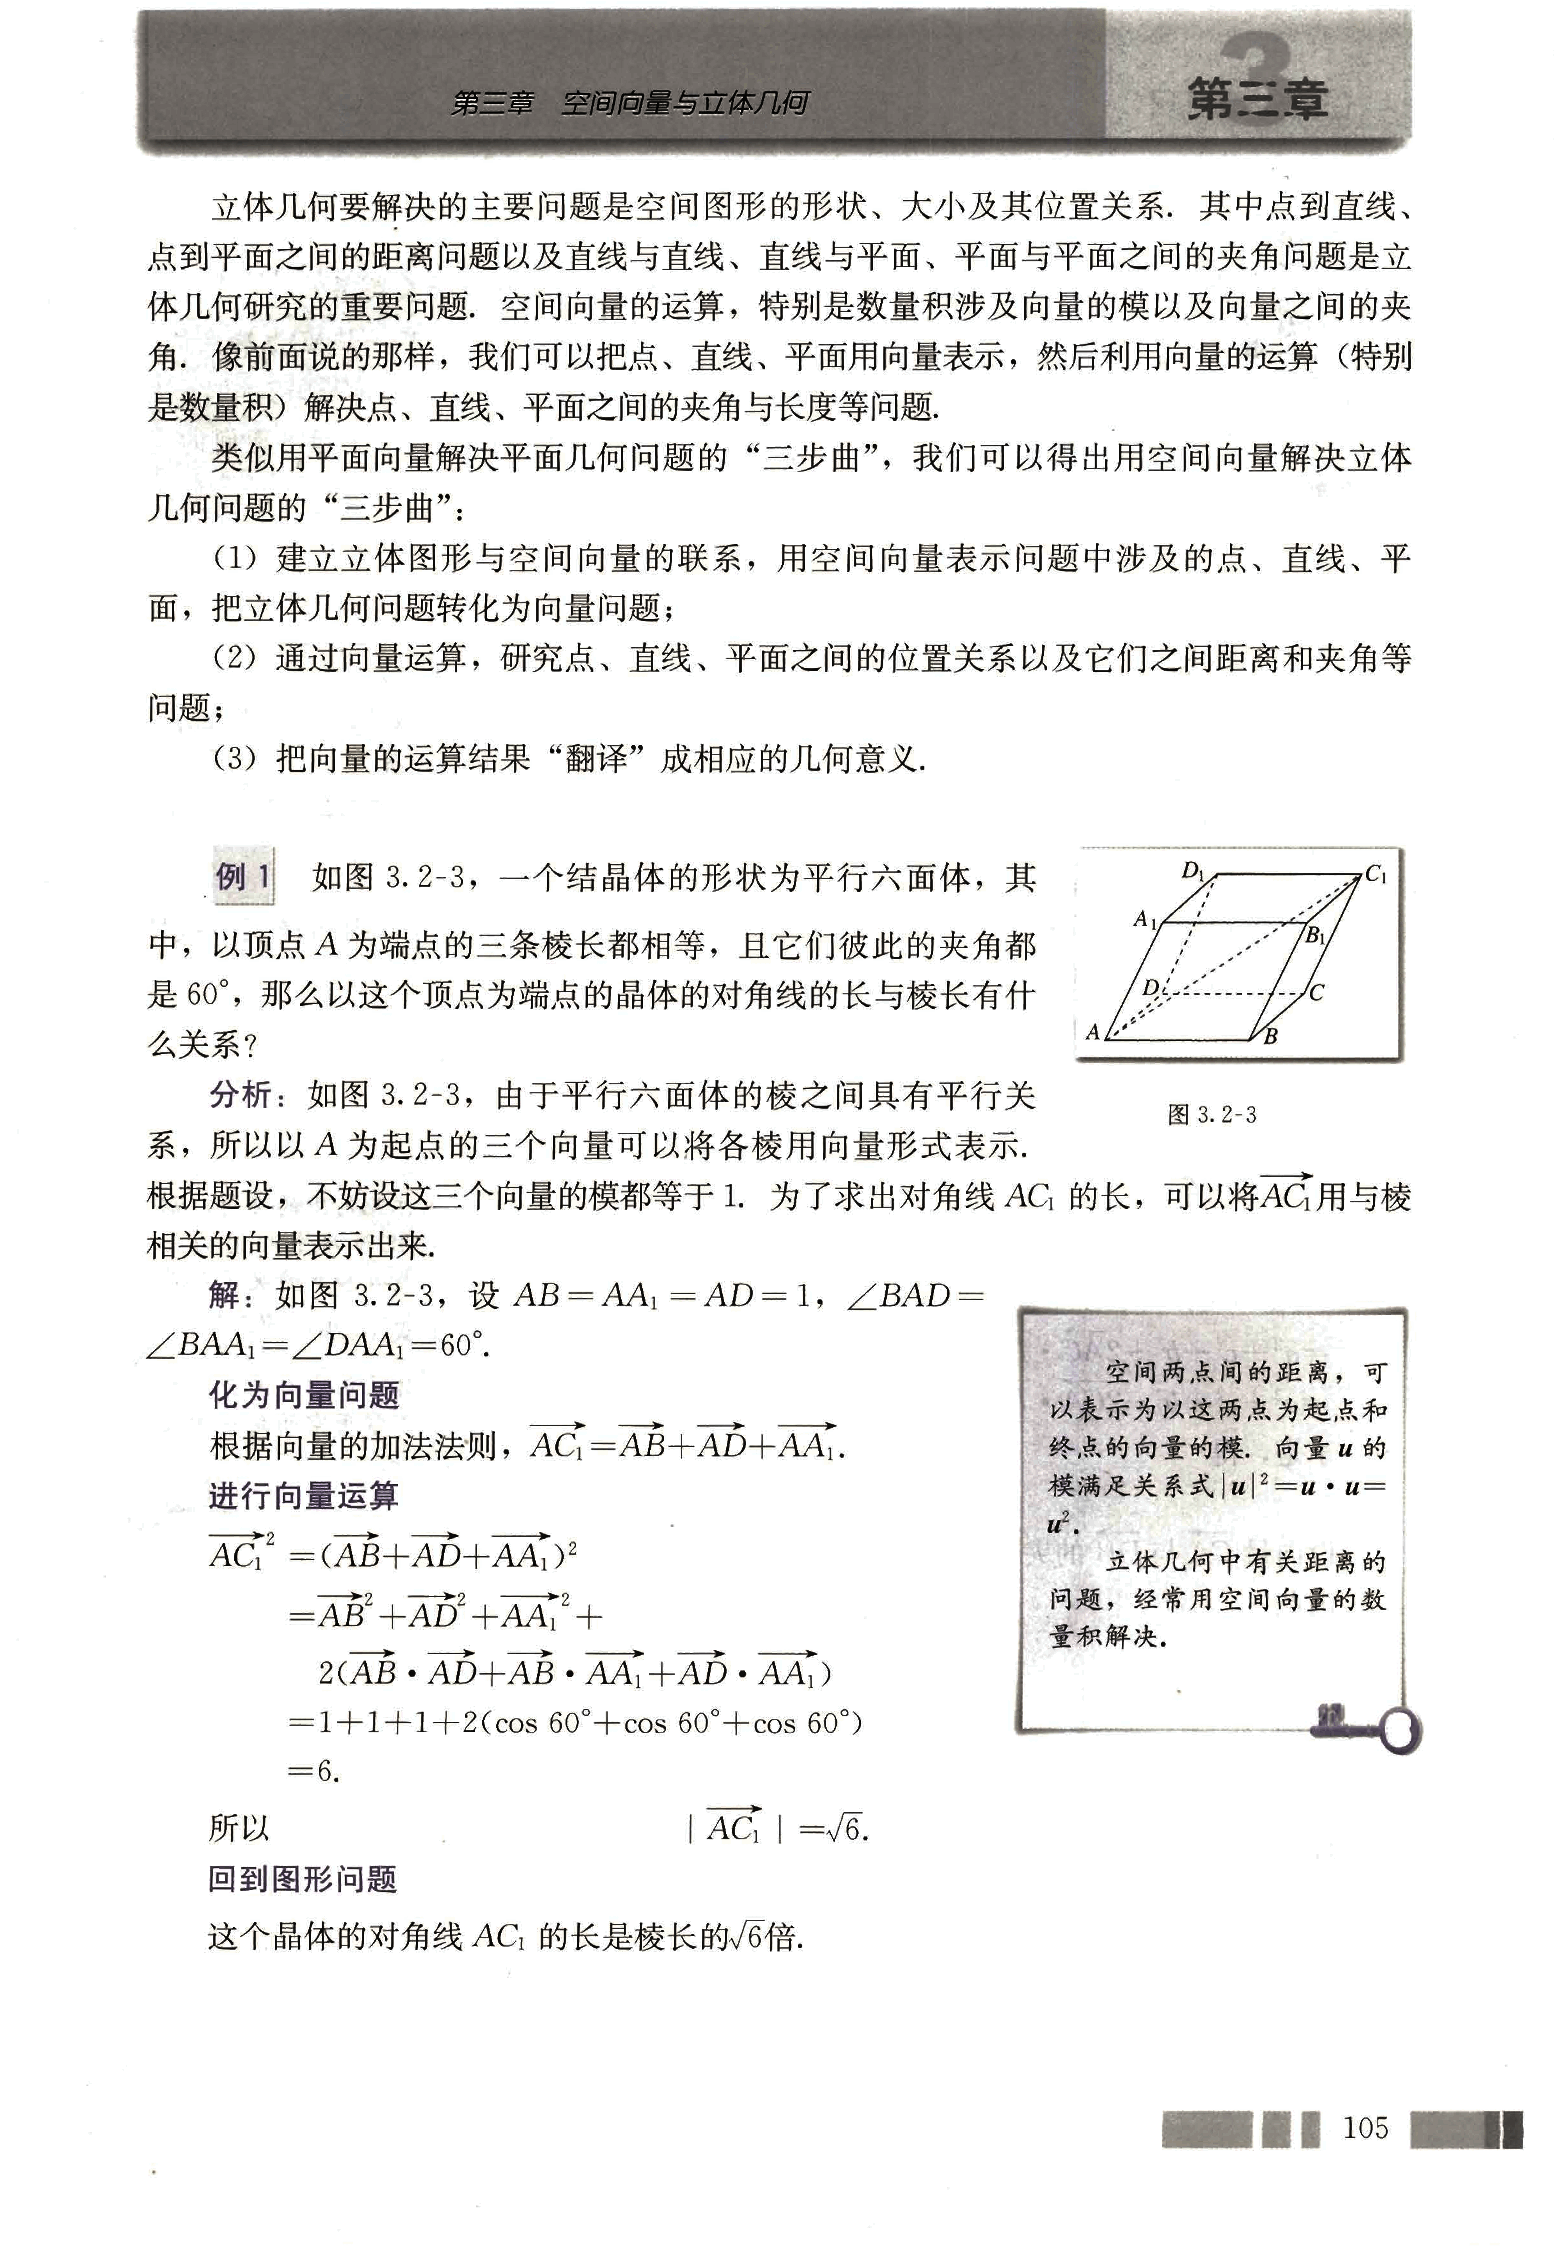 第三章 空间向量与立体几何
第三章
立体几何要解决的主要问题是空间图形的形状、大小及其位置关系. 其中点到直线、
点到平面之间的距离问题以及直线与直线、直线与平面、平面与平面之间的夹角问题是立
体几何研究的重要问题. 空间向量的运算，特别是数量积涉及向量的模以及向量之间的夹
角. 像前面说的那样，我们可以把点、直线、平面用向量表示，然后利用向量的运算（特别
是数量积）解决点、直线、平面之间的夹角与长度等问题.
类似用平面向量解决平面几何问题的“三步曲”，我们可以得出用空间向量解决立体
几何问题的“三步曲”：
（1）建立立体图形与空间向量的联系，用空间向量表示问题中涉及的点、直线、平
面，把立体几何问题转化为向量问题；
（2）通过向量运算，研究点、直线、平面之间的位置关系以及它们之间距离和夹角等
问题；
（3）把向量的运算结果“翻译”成相应的几何意义.
例 1 如图 3.2-3，一个结晶体的形状为平行六面体，其
中，以顶点 A 为端点的三条棱长都相等，且它们彼此的夹角都
是 60°，那么以这个顶点为端点的晶体的对角线的长与棱长有什
么关系？
D₁ C₁
A₁ B₁
D C
A B
图 3.2-3
分析：如图 3.2-3，由于平行六面体的棱之间具有平行关
系，所以以 A 为起点的三个向量可以将各棱用向量形式表示.
根据题设，不妨设这三个向量的模都等于 1. 为了求出对角线 AC₁ 的长，可以将$\overrightarrow{AC_1}$用与棱
相关的向量表示出来.
解：如图 3.2-3，设 AB＝AA₁＝AD＝1，∠BAD＝
∠BAA₁＝∠DAA₁＝60°.
化为向量问题
根据向量的加法法则，$\overrightarrow{AC_1}=\overrightarrow{AB}+\overrightarrow{AD}+\overrightarrow{AA_1}$.
进行向量运算
$\overrightarrow{AC_1}^2=(\overrightarrow{AB}+\overrightarrow{AD}+\overrightarrow{AA_1})^2$
$=\overrightarrow{AB}^2+\overrightarrow{AD}^2+\overrightarrow{AA_1}^2+$
$2(\overrightarrow{AB}\cdot\overrightarrow{AD}+\overrightarrow{AB}\cdot\overrightarrow{AA_1}+\overrightarrow{AD}\cdot\overrightarrow{AA_1})$
＝1＋1＋1＋2(cos 60°＋cos 60°＋cos 60°)
＝6.
所以 $|\overrightarrow{AC_1}|=\sqrt{6}$.
回到图形问题
这个晶体的对角线 AC₁ 的长是棱长的$\sqrt{6}$倍.
空间两点间的距离，可
以表示为以这两点为起点和
终点的向量的模. 向量 u 的
模满足关系式|u|²＝u·u＝
u².
立体几何中有关距离的
问题，经常用空间向量的数
量积解决.
105